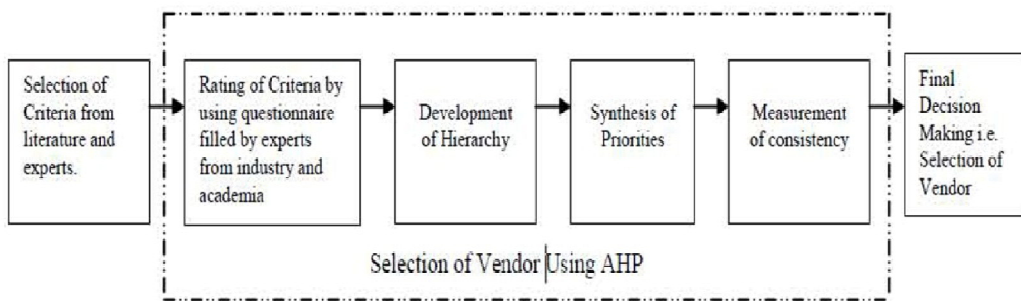 Selection of
Criteria from
literature and
experts.
Rating of Criteria by
using questionnaire
filled by experts
from industry and
academia
Development
of Hierarchy
Synthesis of
Priorities
Measurement
of consistency
Final
Decision
Making i.e.
Selection of
Vendor
Selection of Vendor Using AHP